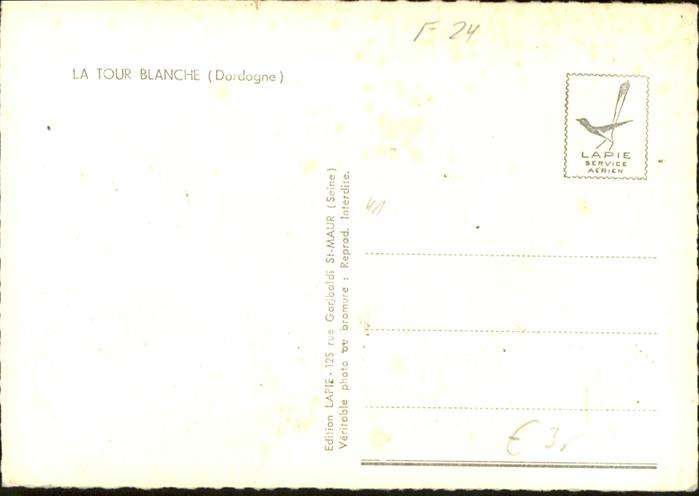 F 24
LA TOUR BLANCHE (Dordogne)
LAPIE
SERVICE
AÉRIEN
Edition LAPIE - 125 rue Garibaldi St-MAUR (Seine)
Véritable photo au bromure : Reprod. Interdite.
€ 3,